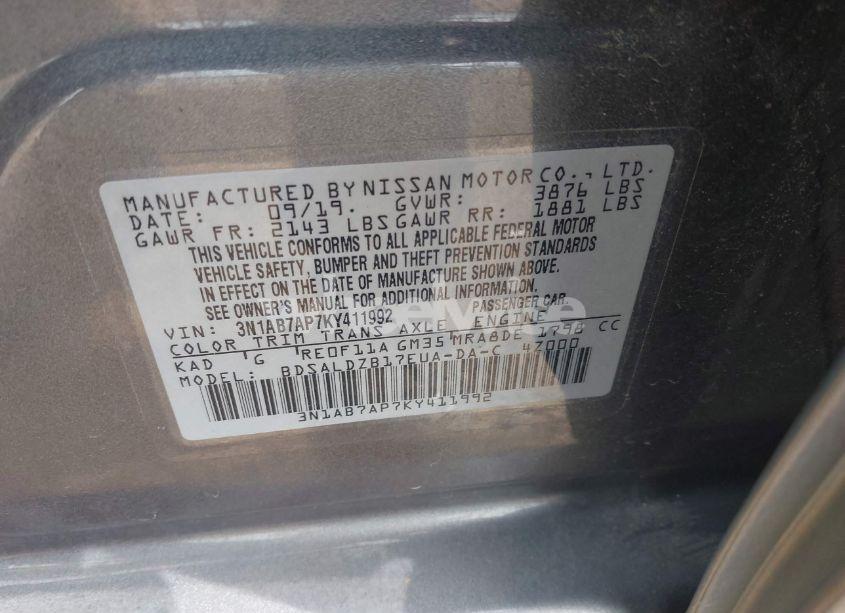 MANUFACTURED BY NISSAN MOTOR CO., LTD.
DATE: 09/19. GVWR: 3876 LBS
GAWR FR: 2143 LBS GAWR RR: 1881 LBS
THIS VEHICLE CONFORMS TO ALL APPLICABLE FEDERAL MOTOR
VEHICLE SAFETY, BUMPER AND THEFT PREVENTION STANDARDS
IN EFFECT ON THE DATE OF MANUFACTURE SHOWN ABOVE.
SEE OWNER'S MANUAL FOR ADDITIONAL INFORMATION.
VIN: 3N1AB7AP7KY411992 PASSENGER CAR.
COLOR TRIM TRANS AXLE ENGINE
KAD G RE0F11A GM35 MRA8DE 1798 CC
MODEL: BDSALDZB17EUA-DA-C 47000
3N1AB7AP7KY411992